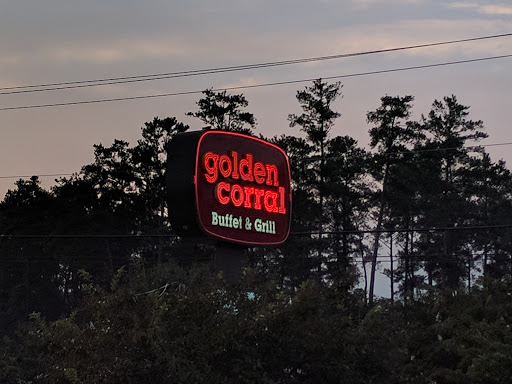 golden
corral
Buffet & Grill